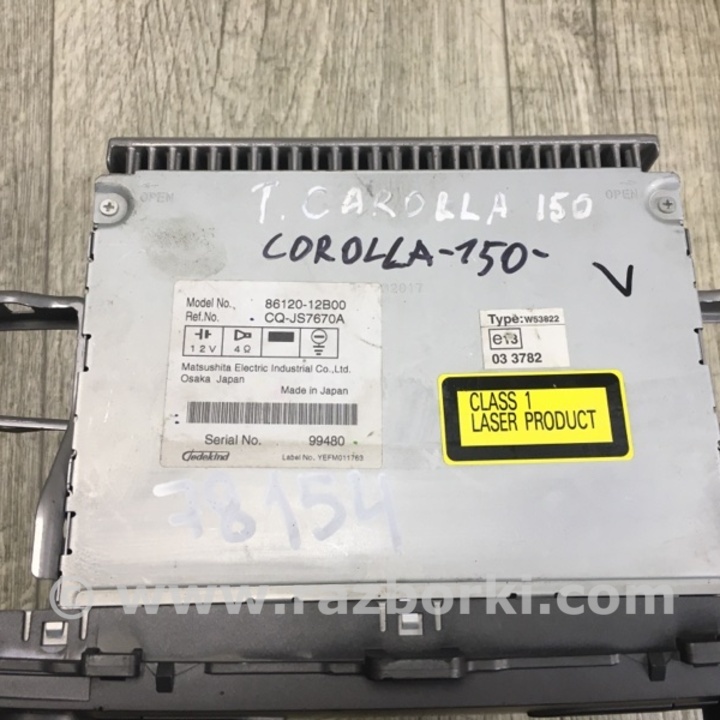 OPEN
OPEN
T. CAROLLA 150
COROLLA-150-
V
Model No. 86120-12B00
Ref.No. CQ-JS7670A
12V 4Ω
Matsushita Electric Industrial Co.,Ltd.
Osaka Japan
Made in Japan
Serial No. 99480
Jedekind
Label No. YEFM011763
Type:W53822
e13
03 3782
CLASS 1
LASER PRODUCT
78154
© www.razborki.com